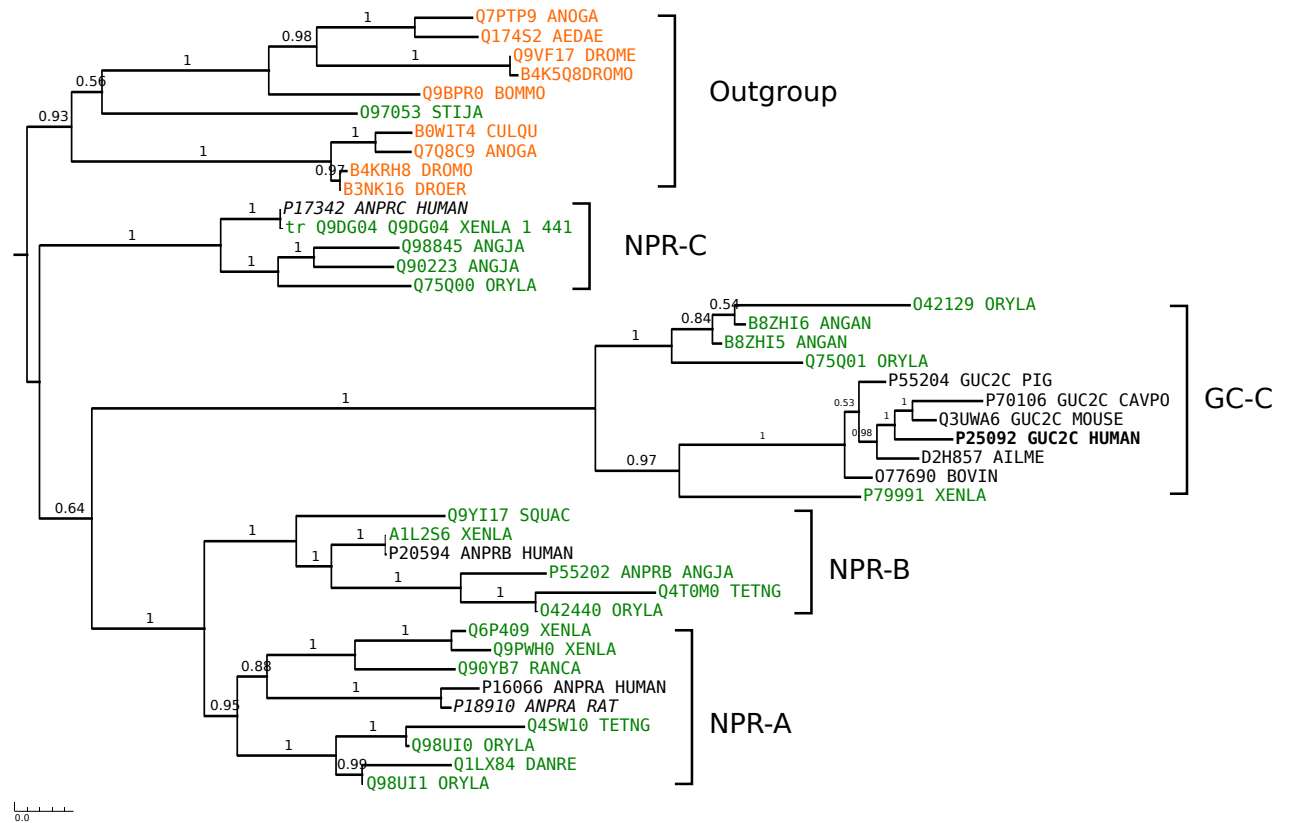 Q7PTP9 ANOGA
1
Q174S2 AEDAE
0.98
Q9VF17 DROME
1
1
B4K5Q8DROMO
0.56
Q9BPR0 BOMMO
Outgroup
O97053 STIJA
0.93
B0W1T4 CULQU
1
Q7Q8C9 ANOGA
1
B4KRH8 DROMO
0.97
B3NK16 DROER
P17342 ANPRC HUMAN
1
tr Q9DG04 Q9DG04 XENLA 1 441
1
Q98845 ANGJA
1
NPR-C
Q90223 ANGJA
1
Q75Q00 ORYLA
O42129 ORYLA
0.54
B8ZHI6 ANGAN
0.84
B8ZHI5 ANGAN
1
Q75Q01 ORYLA
P55204 GUC2C PIG
P70106 GUC2C CAVPO
1
0.53
GC-C
1
Q3UWA6 GUC2C MOUSE
1
0.98
P25092 GUC2C HUMAN
1
D2H857 AILME
0.97
O77690 BOVIN
P79991 XENLA
0.64
Q9YI17 SQUAC
1
A1L2S6 XENLA
1
P20594 ANPRB HUMAN
1
NPR-B
P55202 ANPRB ANGJA
1
Q4T0M0 TETNG
1
O42440 ORYLA
1
Q6P409 XENLA
1
Q9PWH0 XENLA
1
Q90YB7 RANCA
0.88
P16066 ANPRA HUMAN
1
P18910 ANPRA RAT
0.95
Q4SW10 TETNG
1
NPR-A
Q98UI0 ORYLA
1
Q1LX84 DANRE
0.99
Q98UI1 ORYLA
0.0